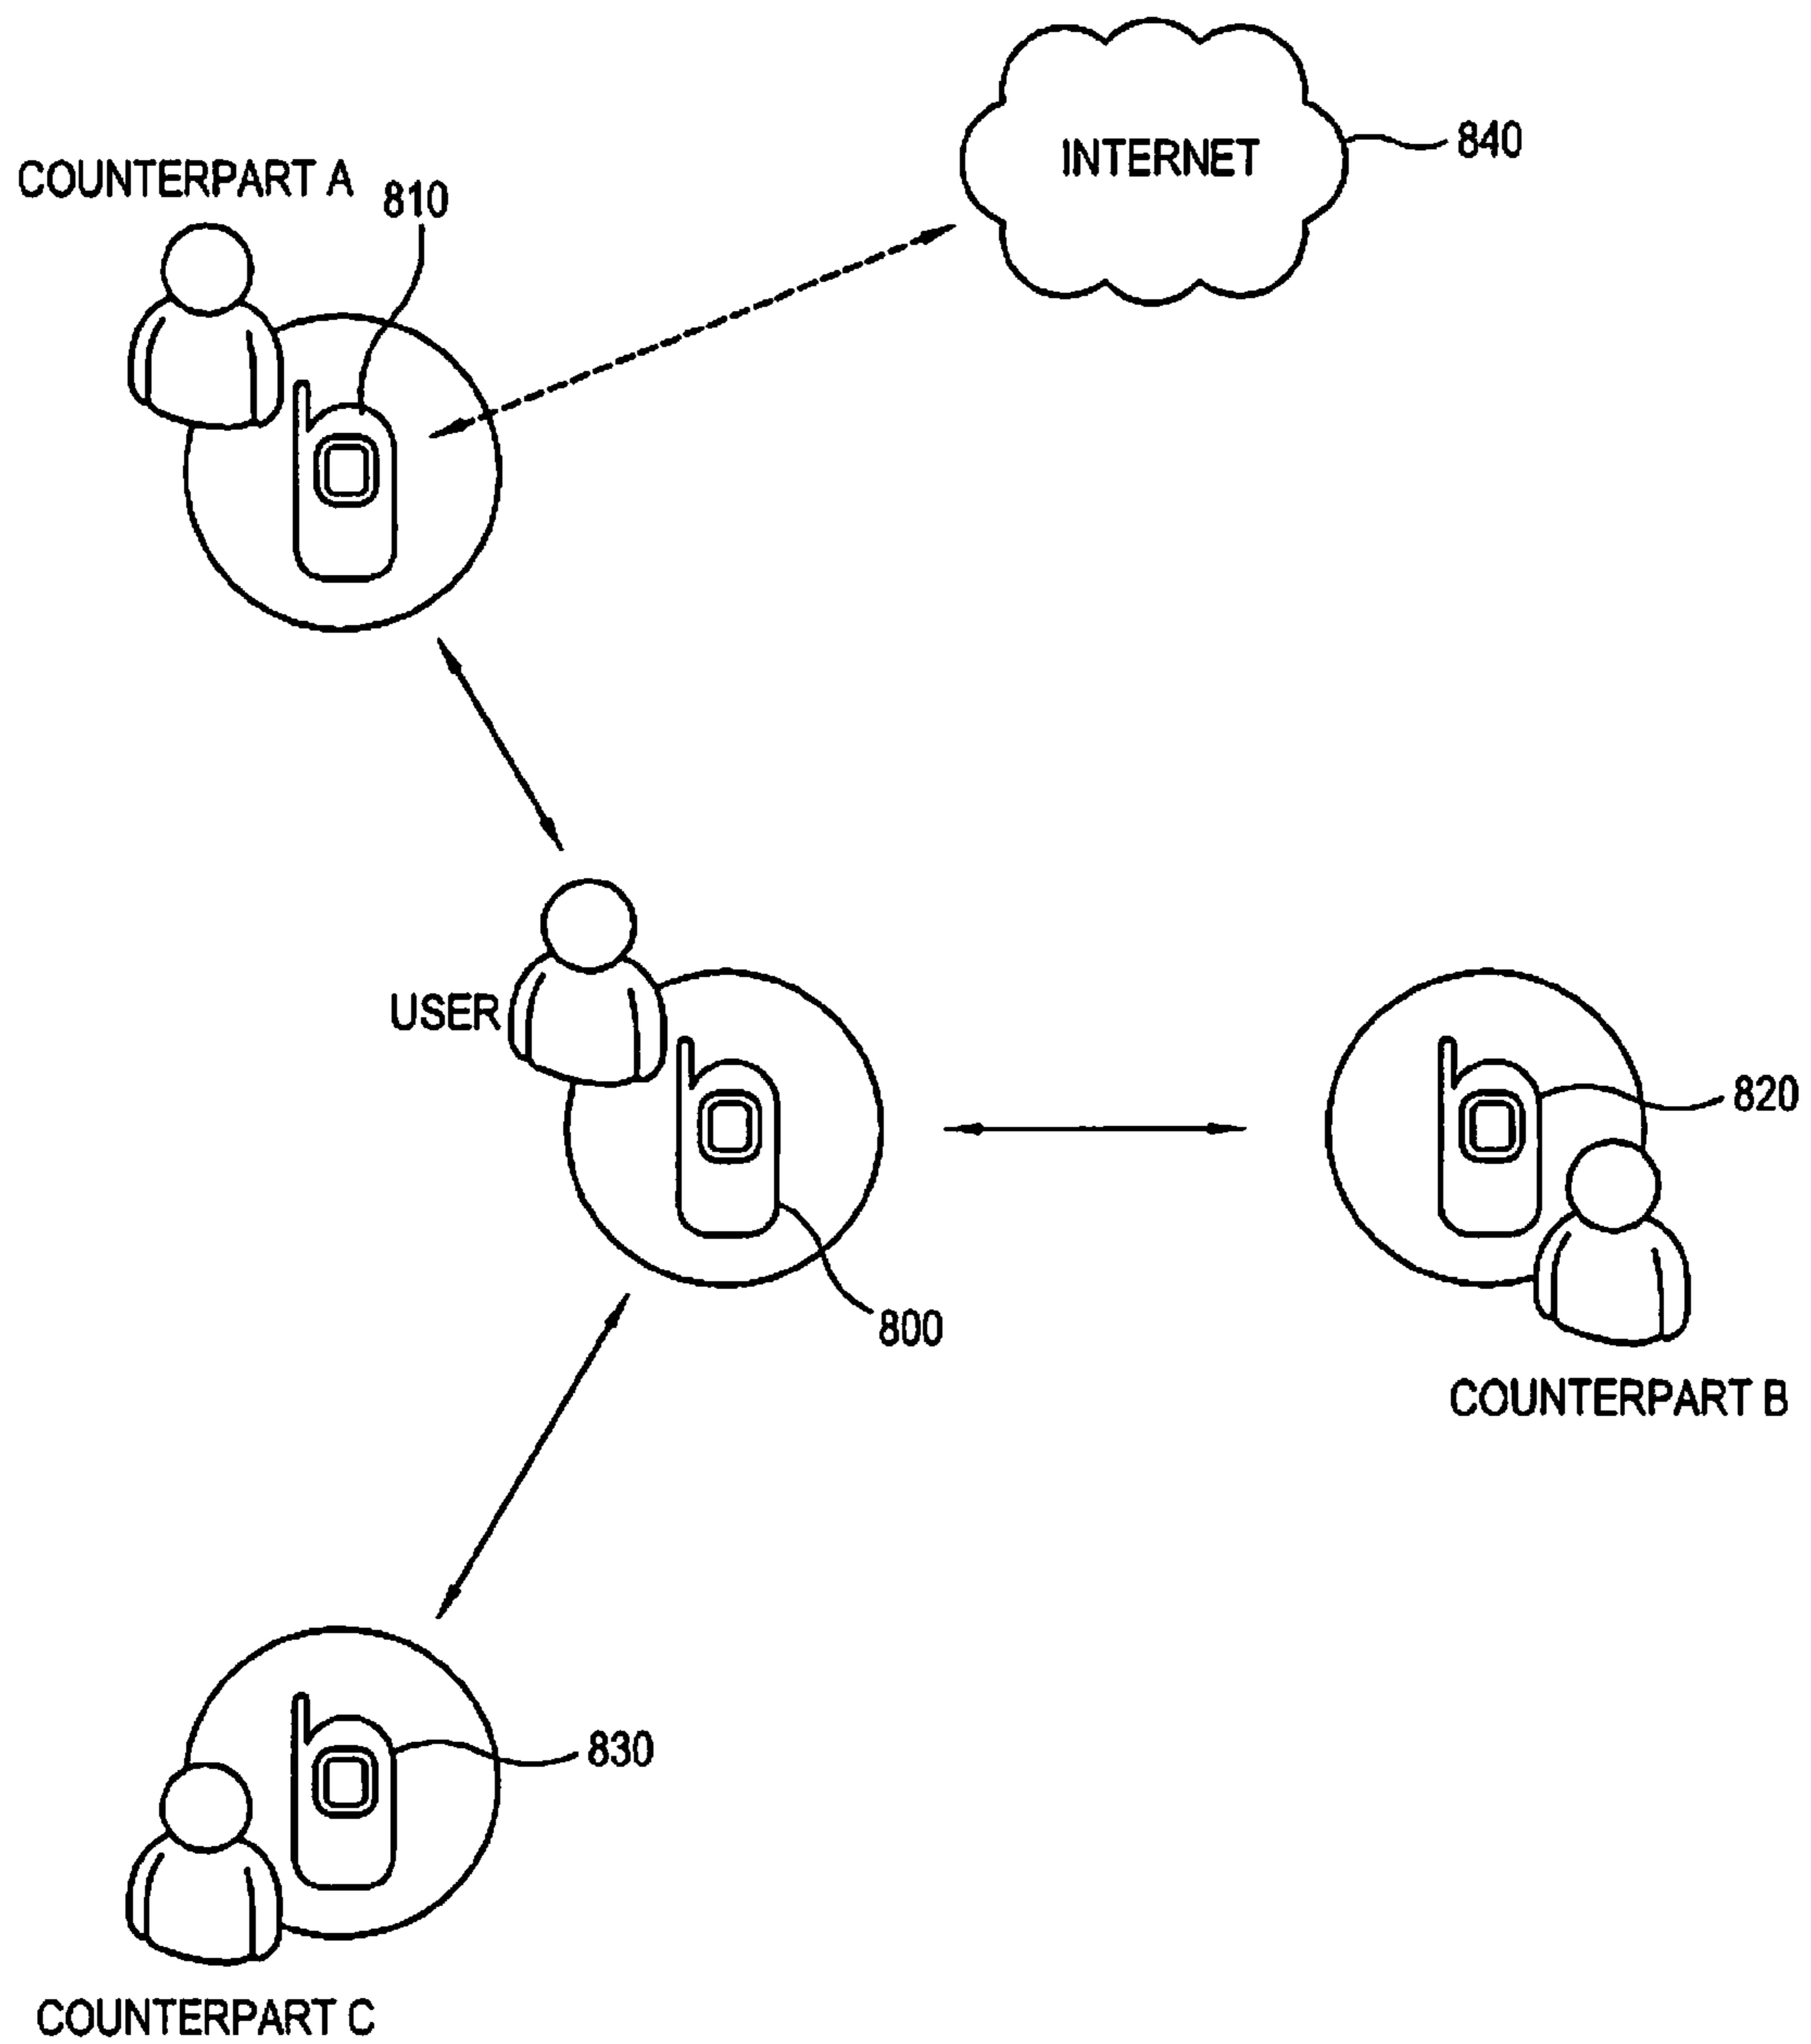 INTERNET
840
COUNTERPART A
810
USER
820
800
COUNTERPART B
830
COUNTERPART C